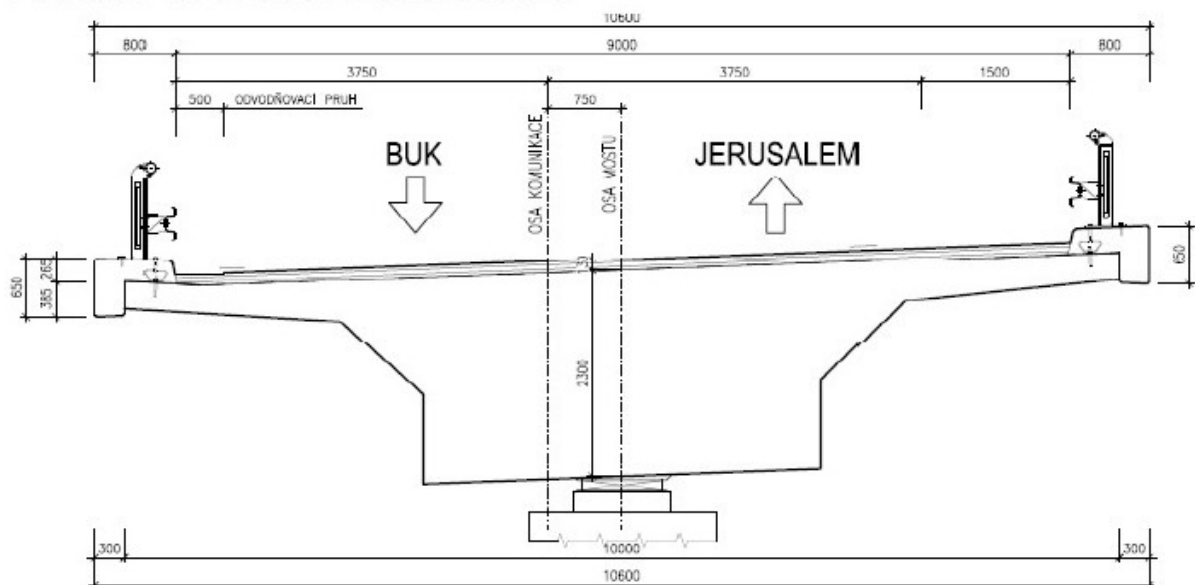 10600
800 9000 800
3750 3750 1500
500 ODVODŇOVACÍ PRUH 750
BUK JERUSALEM
OSA KOMUNIKACE
OSA MOSTU
650 265 385
650
2300
300 10000 300
10600